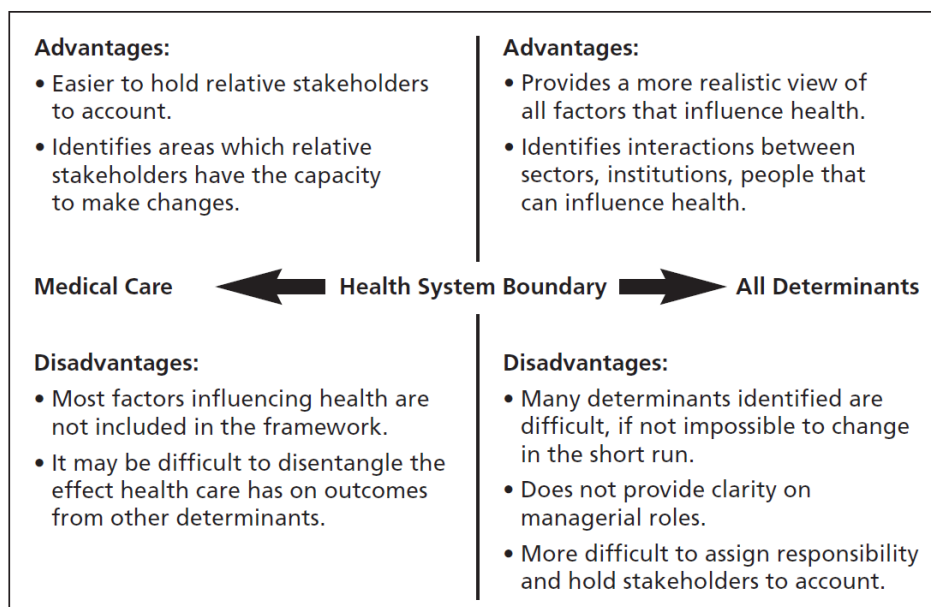 Advantages:
• Easier to hold relative stakeholders
to account.
• Identifies areas which relative
stakeholders have the capacity
to make changes.
Advantages:
• Provides a more realistic view of
all factors that influence health.
• Identifies interactions between
sectors, institutions, people that
can influence health.
Medical Care
Health System Boundary
All Determinants
Disadvantages:
• Most factors influencing health are
not included in the framework.
• It may be difficult to disentangle the
effect health care has on outcomes
from other determinants.
Disadvantages:
• Many determinants identified are
difficult, if not impossible to change
in the short run.
• Does not provide clarity on
managerial roles.
• More difficult to assign responsibility
and hold stakeholders to account.